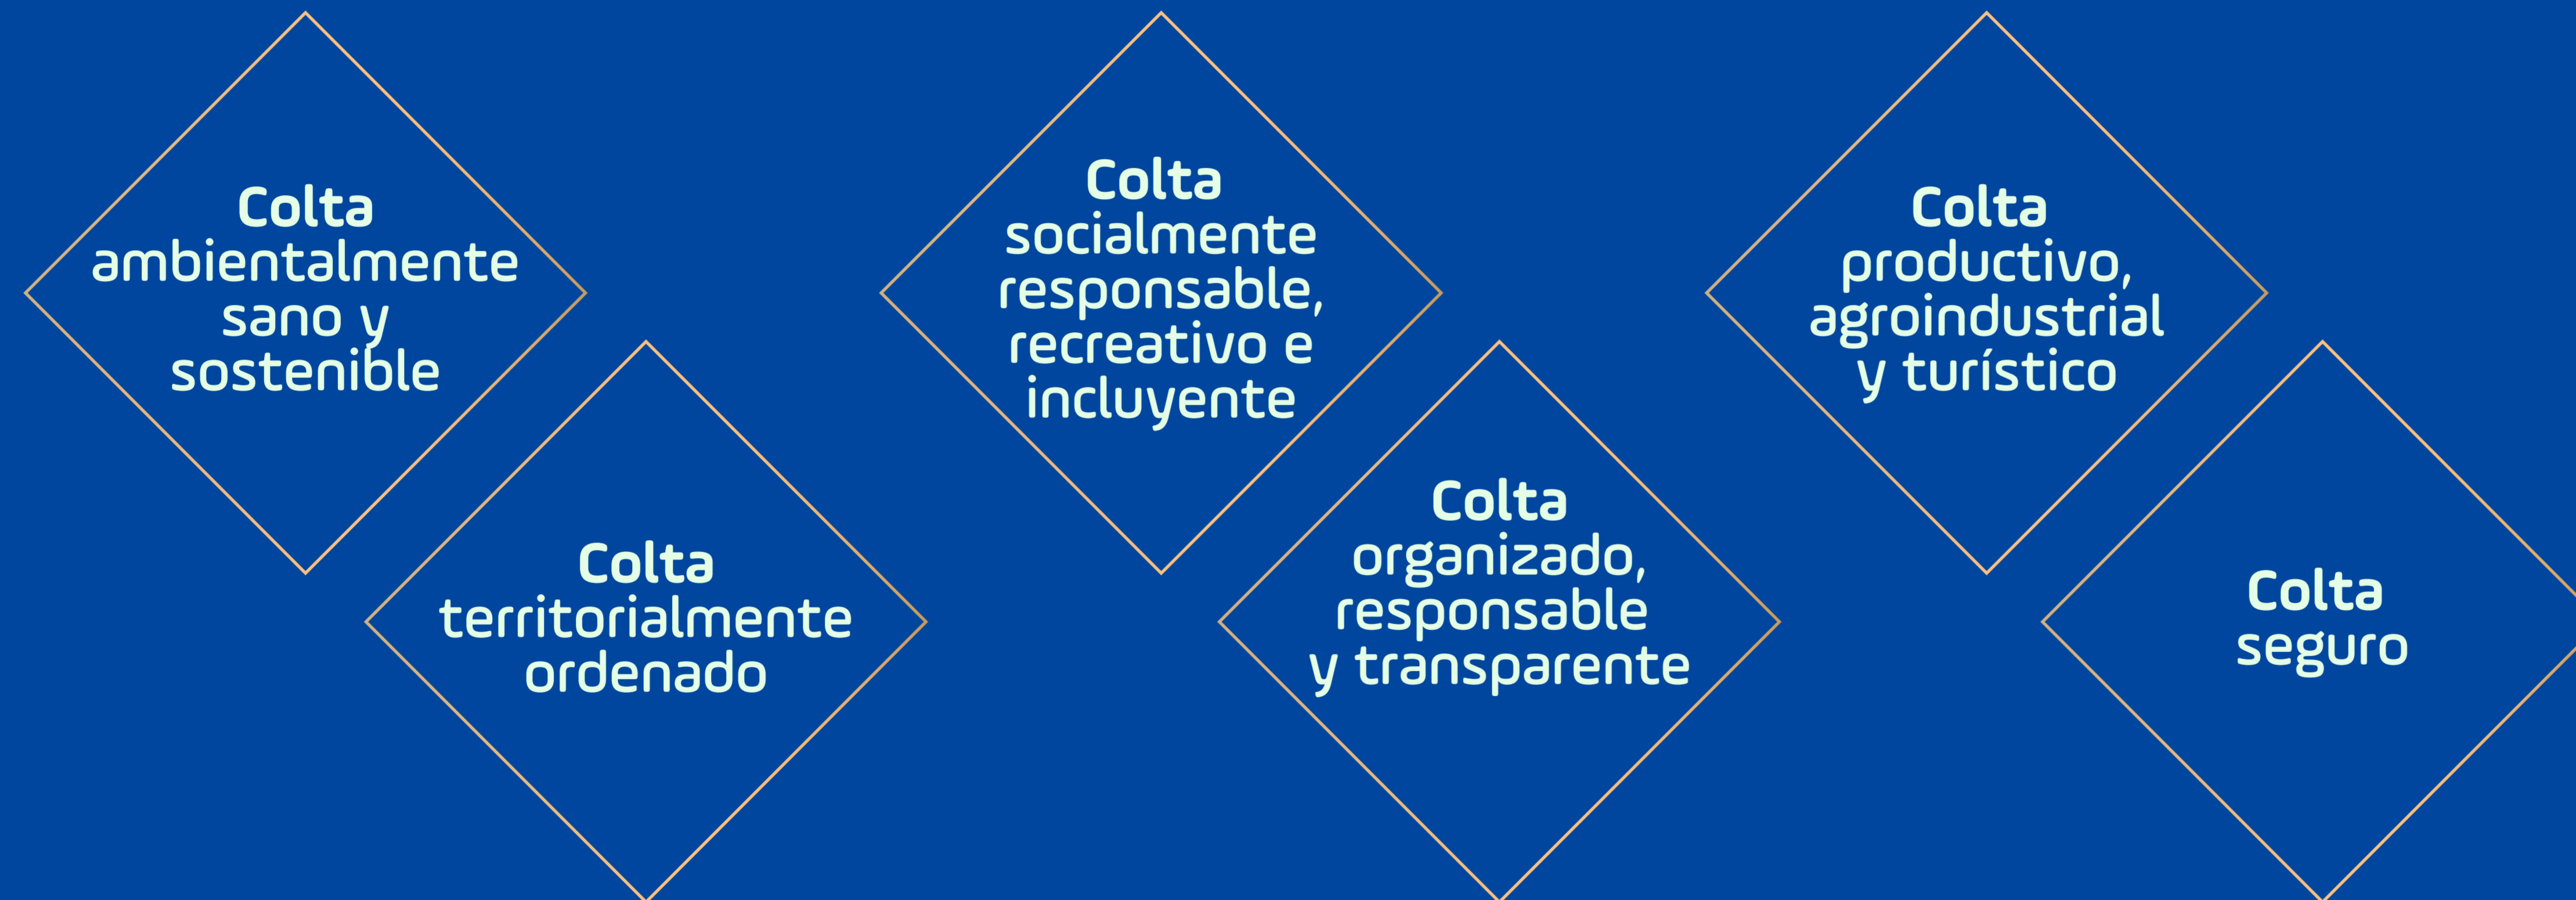 Colta
ambientalmente
sano y
sostenible
Colta
territorialmente
ordenado
Colta
socialmente
responsable,
recreativo e
incluyente
Colta
organizado,
responsable
y transparente
Colta
productivo,
agroindustrial
y turístico
Colta
seguro